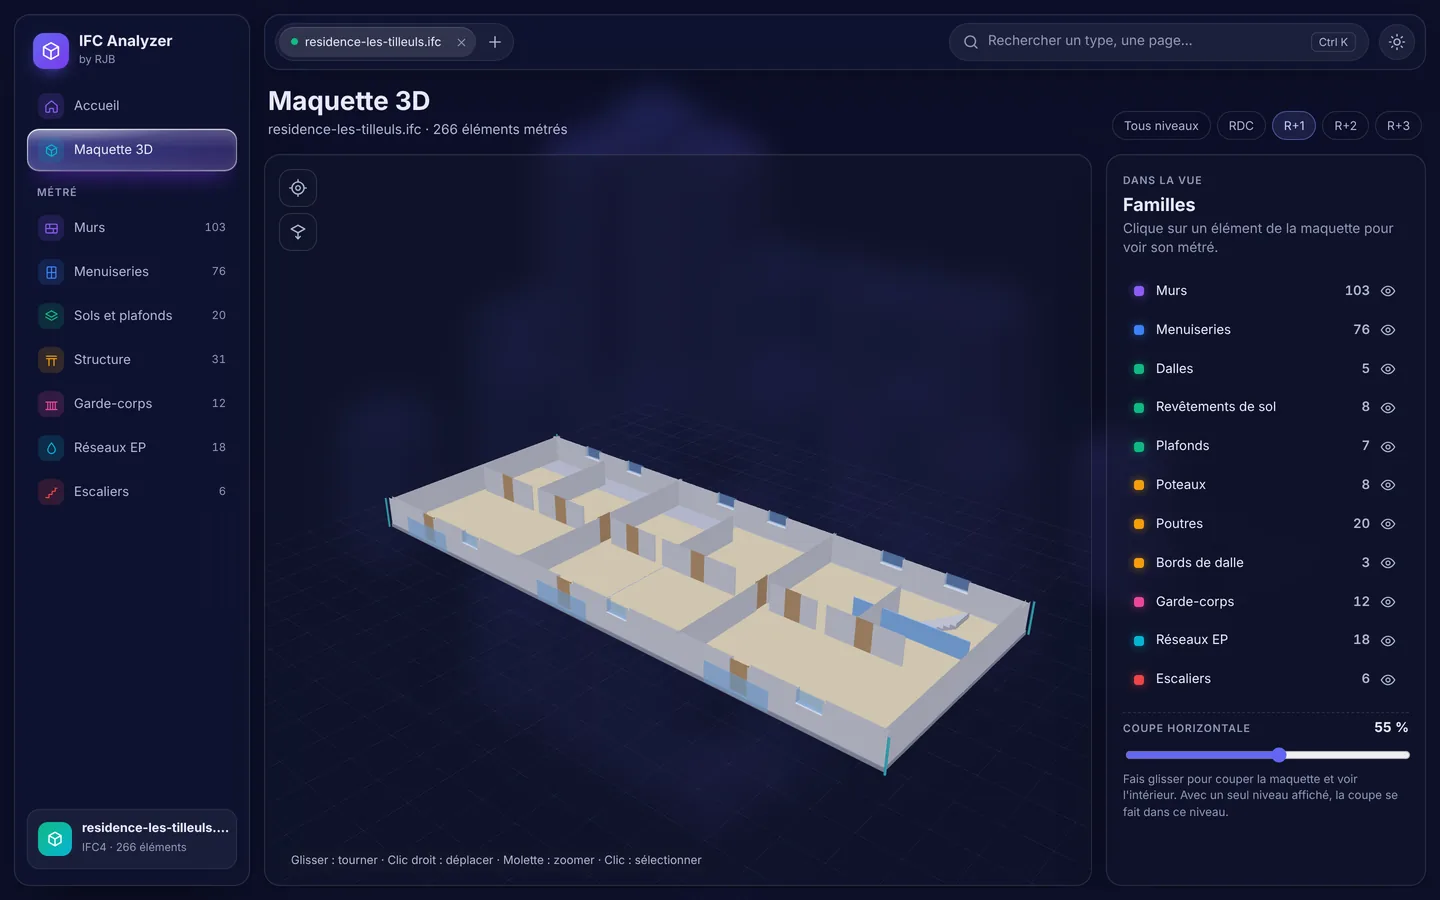 IFC Analyzer
by RJB
Accueil
Maquette 3D
MÉTRÉ
Murs 103
Menuiseries 76
Sols et plafonds 20
Structure 31
Garde-corps 12
Réseaux EP 18
Escaliers 6
residence-les-tilleuls....
IFC4 · 266 éléments
residence-les-tilleuls.ifc
Rechercher un type, une page...
Ctrl K
Maquette 3D
residence-les-tilleuls.ifc · 266 éléments métrés
Tous niveaux RDC R+1 R+2 R+3
Glisser : tourner · Clic droit : déplacer · Molette : zoomer · Clic : sélectionner
DANS LA VUE
Familles
Clique sur un élément de la maquette pour
voir son métré.
Murs 103
Menuiseries 76
Dalles 5
Revêtements de sol 8
Plafonds 7
Poteaux 8
Poutres 20
Bords de dalle 3
Garde-corps 12
Réseaux EP 18
Escaliers 6
COUPE HORIZONTALE 55 %
Fais glisser pour couper la maquette et voir
l'intérieur. Avec un seul niveau affiché, la coupe se
fait dans ce niveau.